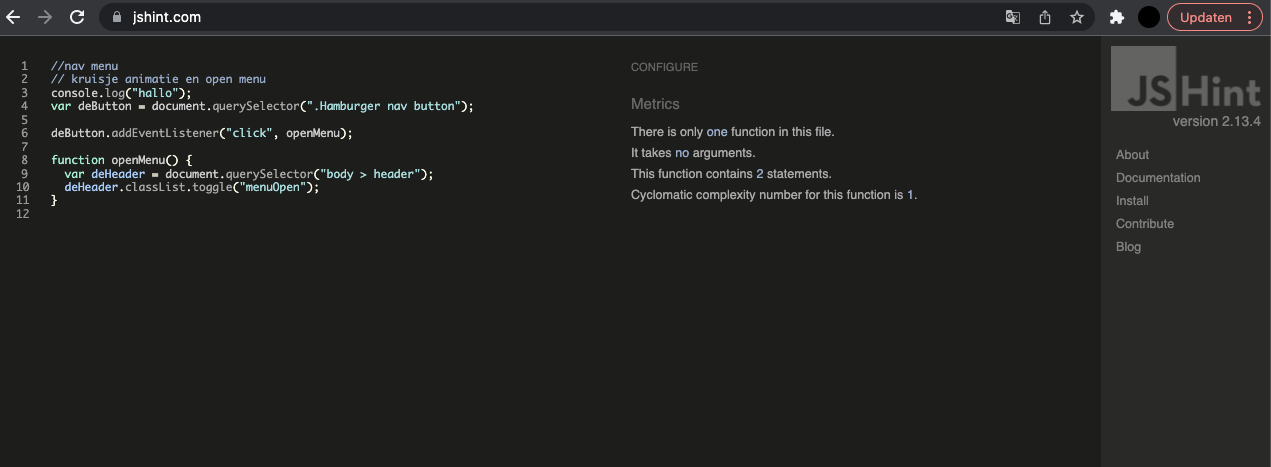 jshint.com
Updaten
1 //nav menu
2 // kruisje animatie en open menu
3 console.log("hallo");
4 var deButton = document.querySelector(".Hamburger nav button");
5
6 deButton.addEventListener("click", openMenu);
7
8 function openMenu() {
9 var deHeader = document.querySelector("body > header");
10 deHeader.classList.toggle("menuOpen");
11 }
12
CONFIGURE
Metrics
There is only one function in this file.
It takes no arguments.
This function contains 2 statements.
Cyclomatic complexity number for this function is 1.
JSHint
version 2.13.4
About
Documentation
Install
Contribute
Blog